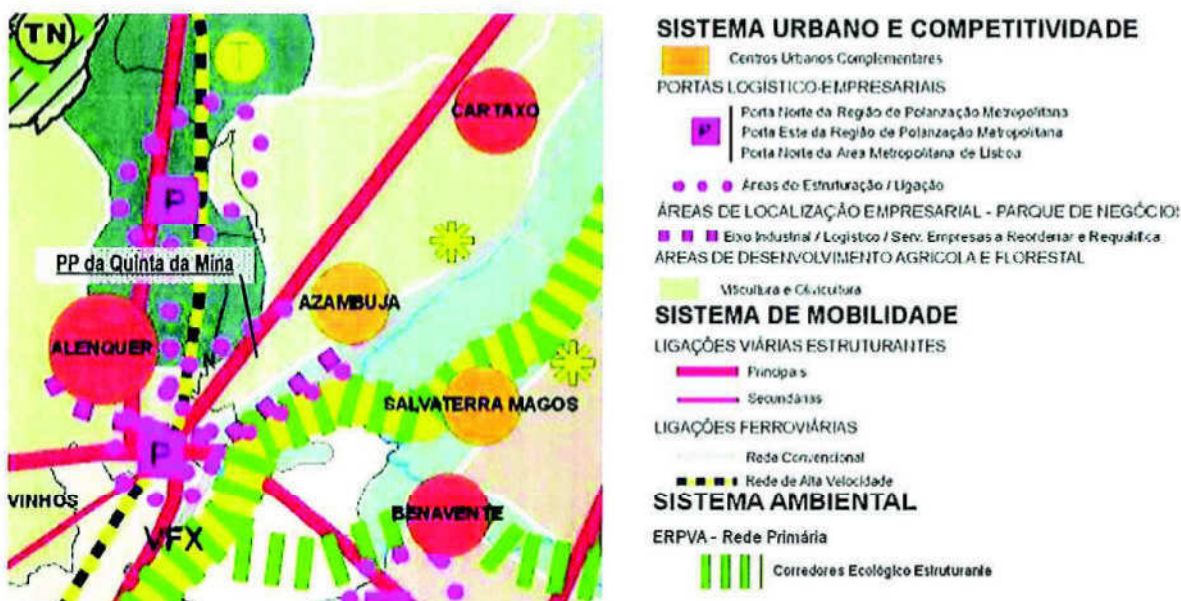 TN
T
CARTAXO
P
PP da Quinta da Mina
AZAMBUJA
ALENQUER
N
SALVATERRA MAGOS
P
VINHOS
BENAVENTE
VFX
SISTEMA URBANO E COMPETITIVIDADE
Centros Urbanos Complementares
PORTAS LOGÍSTICO-EMPRESARIAIS
P
Porta Norte da Região de Polarização Metropolitana
Porta Este da Região de Polarização Metropolitana
Porta Norte da Área Metropolitana de Lisboa
Áreas de Estruturação / Ligação
ÁREAS DE LOCALIZAÇÃO EMPRESARIAL - PARQUE DE NEGÓCIO
Eixo Industrial / Logístico / Serv. Empresas a Reordenar e Requalifica
ÁREAS DE DESENVOLVIMENTO AGRICOLA E FLORESTAL
Viticultura e Olivicultura
SISTEMA DE MOBILIDADE
LIGAÇÕES VIÁRIAS ESTRUTURANTES
Principais
Secundárias
LIGAÇÕES FERROVIÁRIAS
Rede Convencional
Rede de Alta Velocidade
SISTEMA AMBIENTAL
ERPVA - Rede Primária
Corredores Ecológico Estruturante